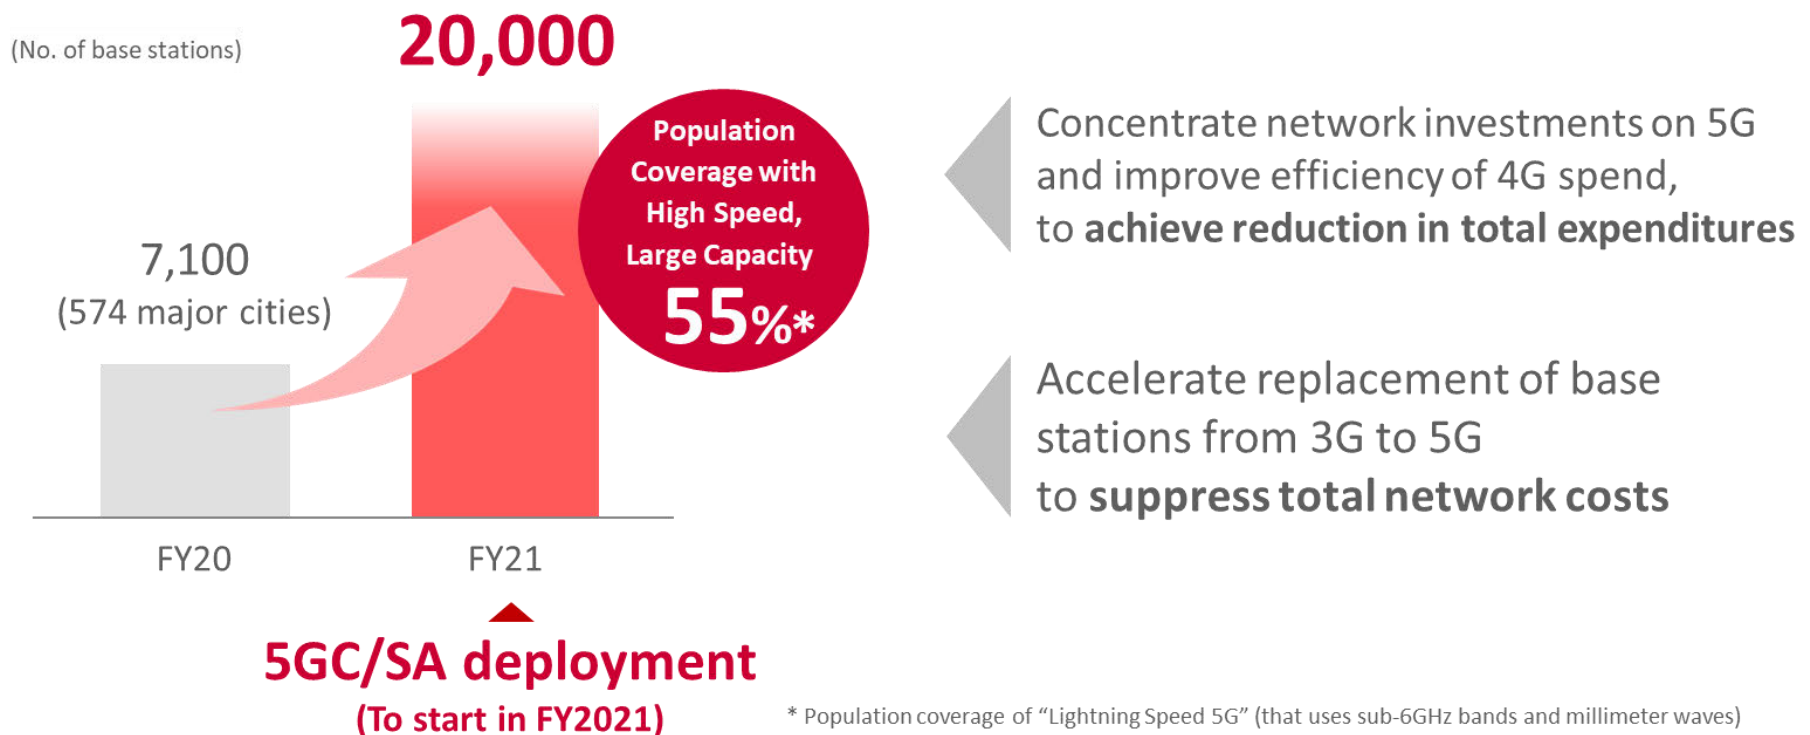 (No. of base stations)
20,000
Population
Coverage with
High Speed,
Large Capacity
55%*
7,100
(574 major cities)
FY20
FY21
5GC/SA deployment
(To start in FY2021)
Concentrate network investments on 5G
and improve efficiency of 4G spend,
to achieve reduction in total expenditures
Accelerate replacement of base
stations from 3G to 5G
to suppress total network costs
* Population coverage of “Lightning Speed 5G” (that uses sub-6GHz bands and millimeter waves)